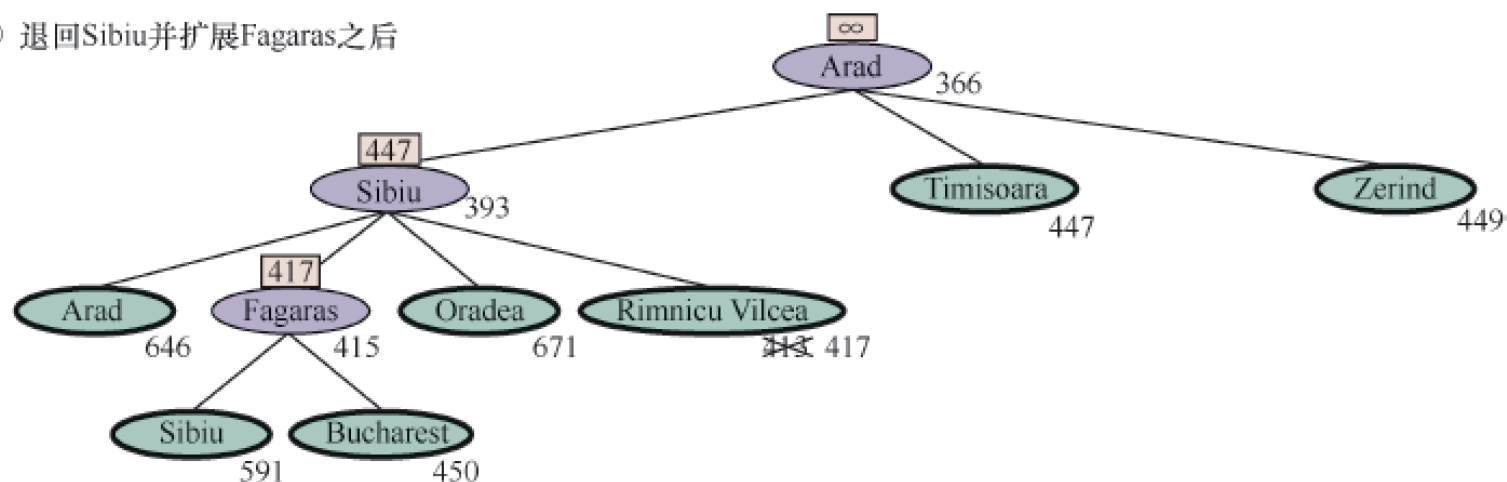 ) 退回Sibiu并扩展Fagaras之后
∞
Arad
366
447
Sibiu
393
Timisoara
447
Zerind
449
Arad
646
417
Fagaras
415
Oradea
671
Rimnicu Vilcea
413 417
Sibiu
591
Bucharest
450